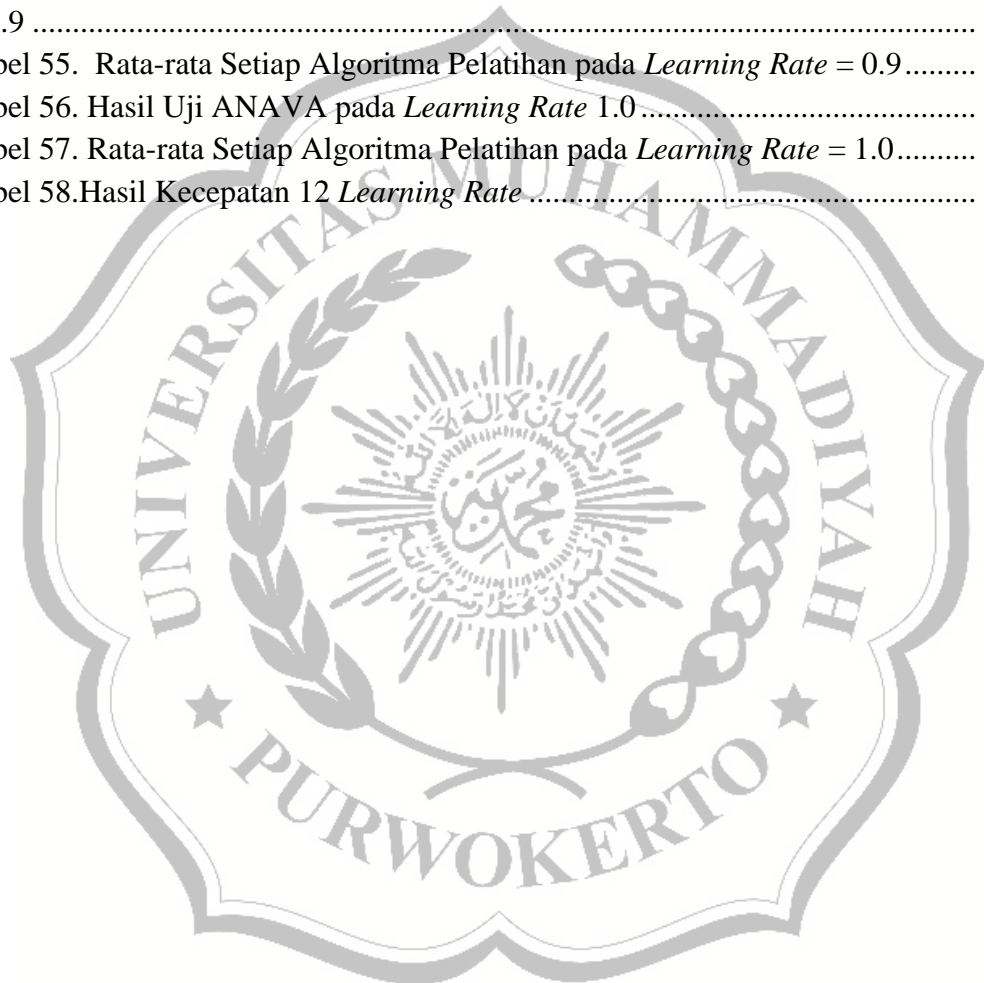 .9 ........................................................................................................................
bel 55.  Rata-rata Setiap Algoritma Pelatihan pada Learning Rate = 0.9.........
bel 56. Hasil Uji ANAVA pada Learning Rate 1.0 ...........................................
bel 57. Rata-rata Setiap Algoritma Pelatihan pada Learning Rate = 1.0..........
bel 58.Hasil Kecepatan 12 Learning Rate .........................................................
UNIVERSITAS MUHAMMADIYAH
PURWOKERTO
محمد